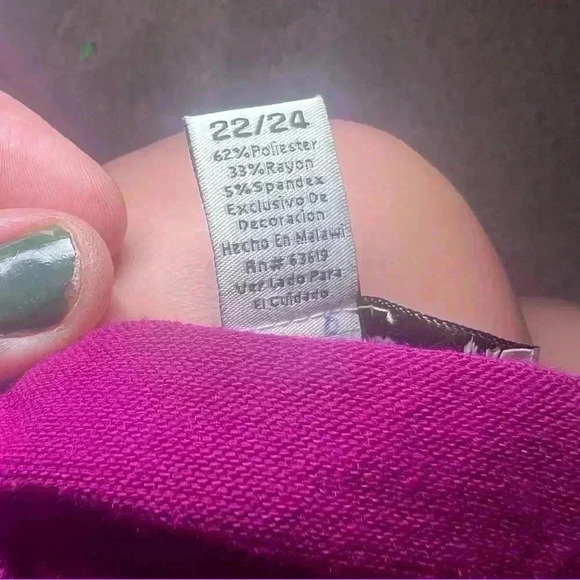 22/24
62%Poliester
33%Rayon
5%Spandex
Exclusivo De
Decoracion
Hecho En Malawi
Rn# 63619
Ver Lado Para
El Cuidado